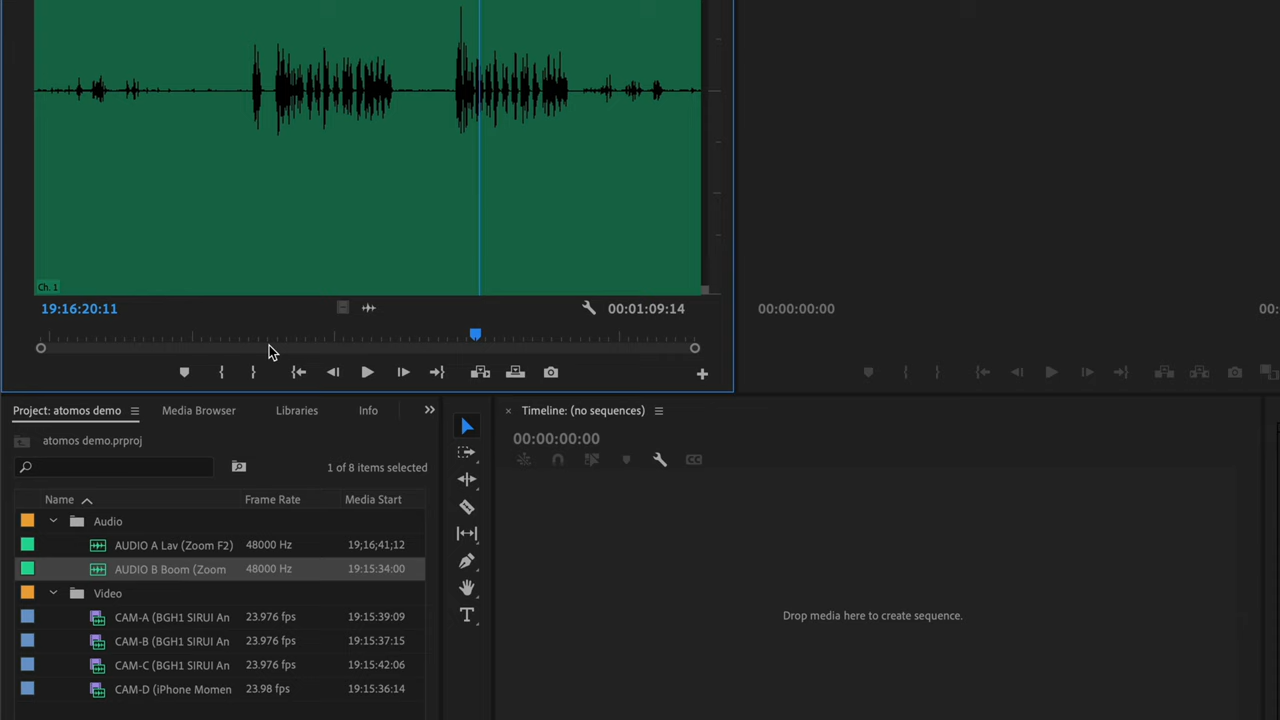 Ch. 1
19:16:20:11
00:01:09:14
00:00:00:00
00:
Project: atomos demo
Media Browser
Libraries
Info
atomos demo.prproj
1 of 8 items selected
Name
Frame Rate
Media Start
Audio
AUDIO A Lav (Zoom F2) 48000 Hz 19;16;41;12
AUDIO B Boom (Zoom 48000 Hz 19:15:34:00
Video
CAM-A (BGH1 SIRUI An 23.976 fps 19:15:39:09
CAM-B (BGH1 SIRUI An 23.976 fps 19:15:37:15
CAM-C (BGH1 SIRUI An 23.976 fps 19:15:42:06
CAM-D (iPhone Momen 23.98 fps 19:15:36:14
Timeline: (no sequences)
00:00:00:00
CC
T
Drop media here to create sequence.